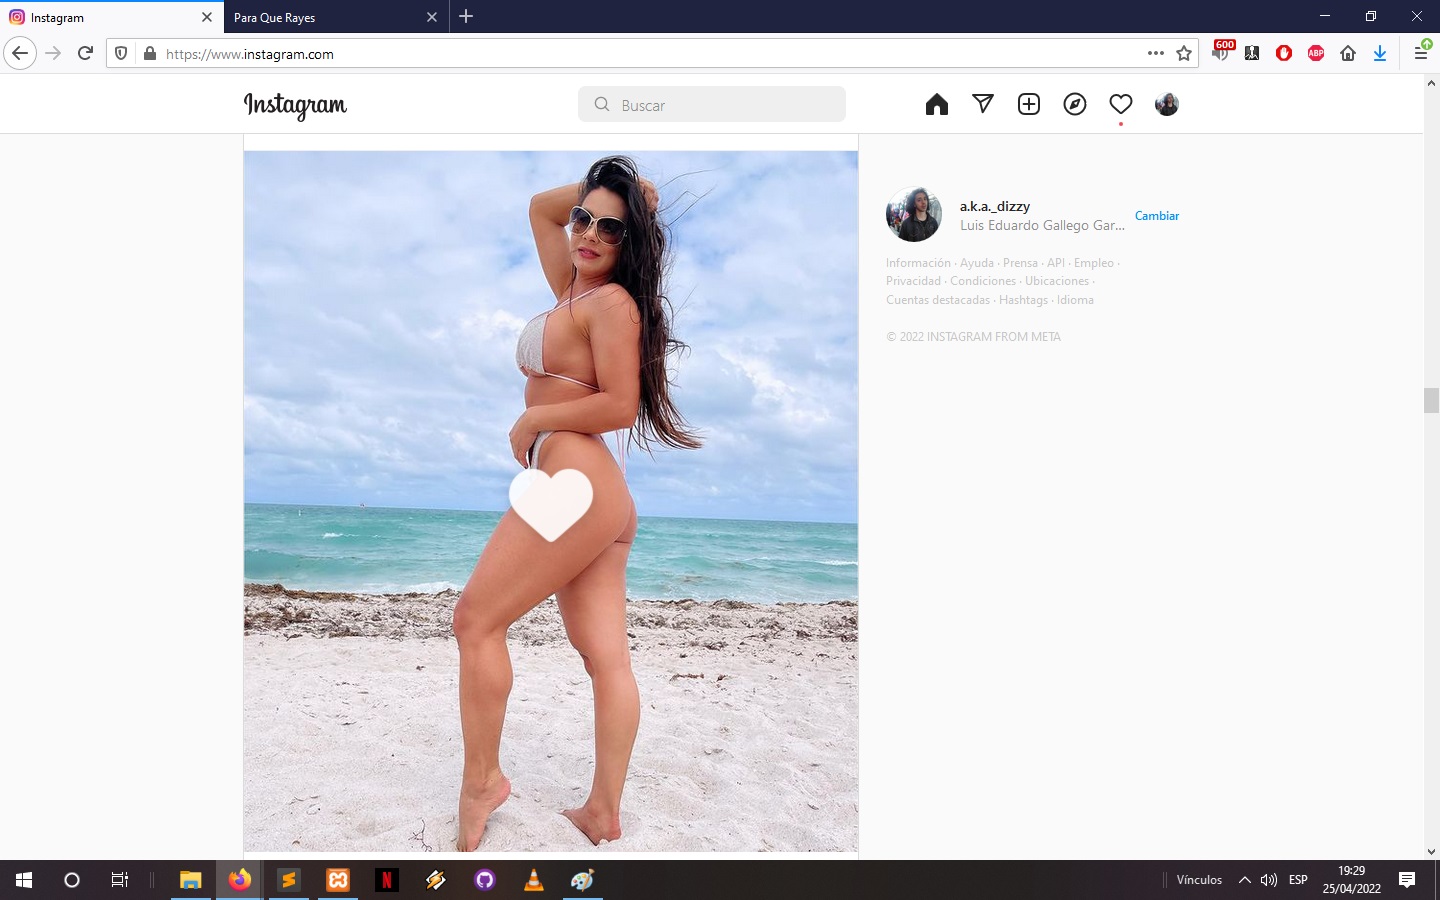 Instagram
Para Que Rayes
https://www.instagram.com
600
ABP
Instagram
Buscar
a.k.a._dizzy
Luis Eduardo Gallego Gar...
Cambiar
Información · Ayuda · Prensa · API · Empleo ·
Privacidad · Condiciones · Ubicaciones ·
Cuentas destacadas · Hashtags · Idioma
© 2022 INSTAGRAM FROM META
N
Vínculos
ESP
19:29
25/04/2022